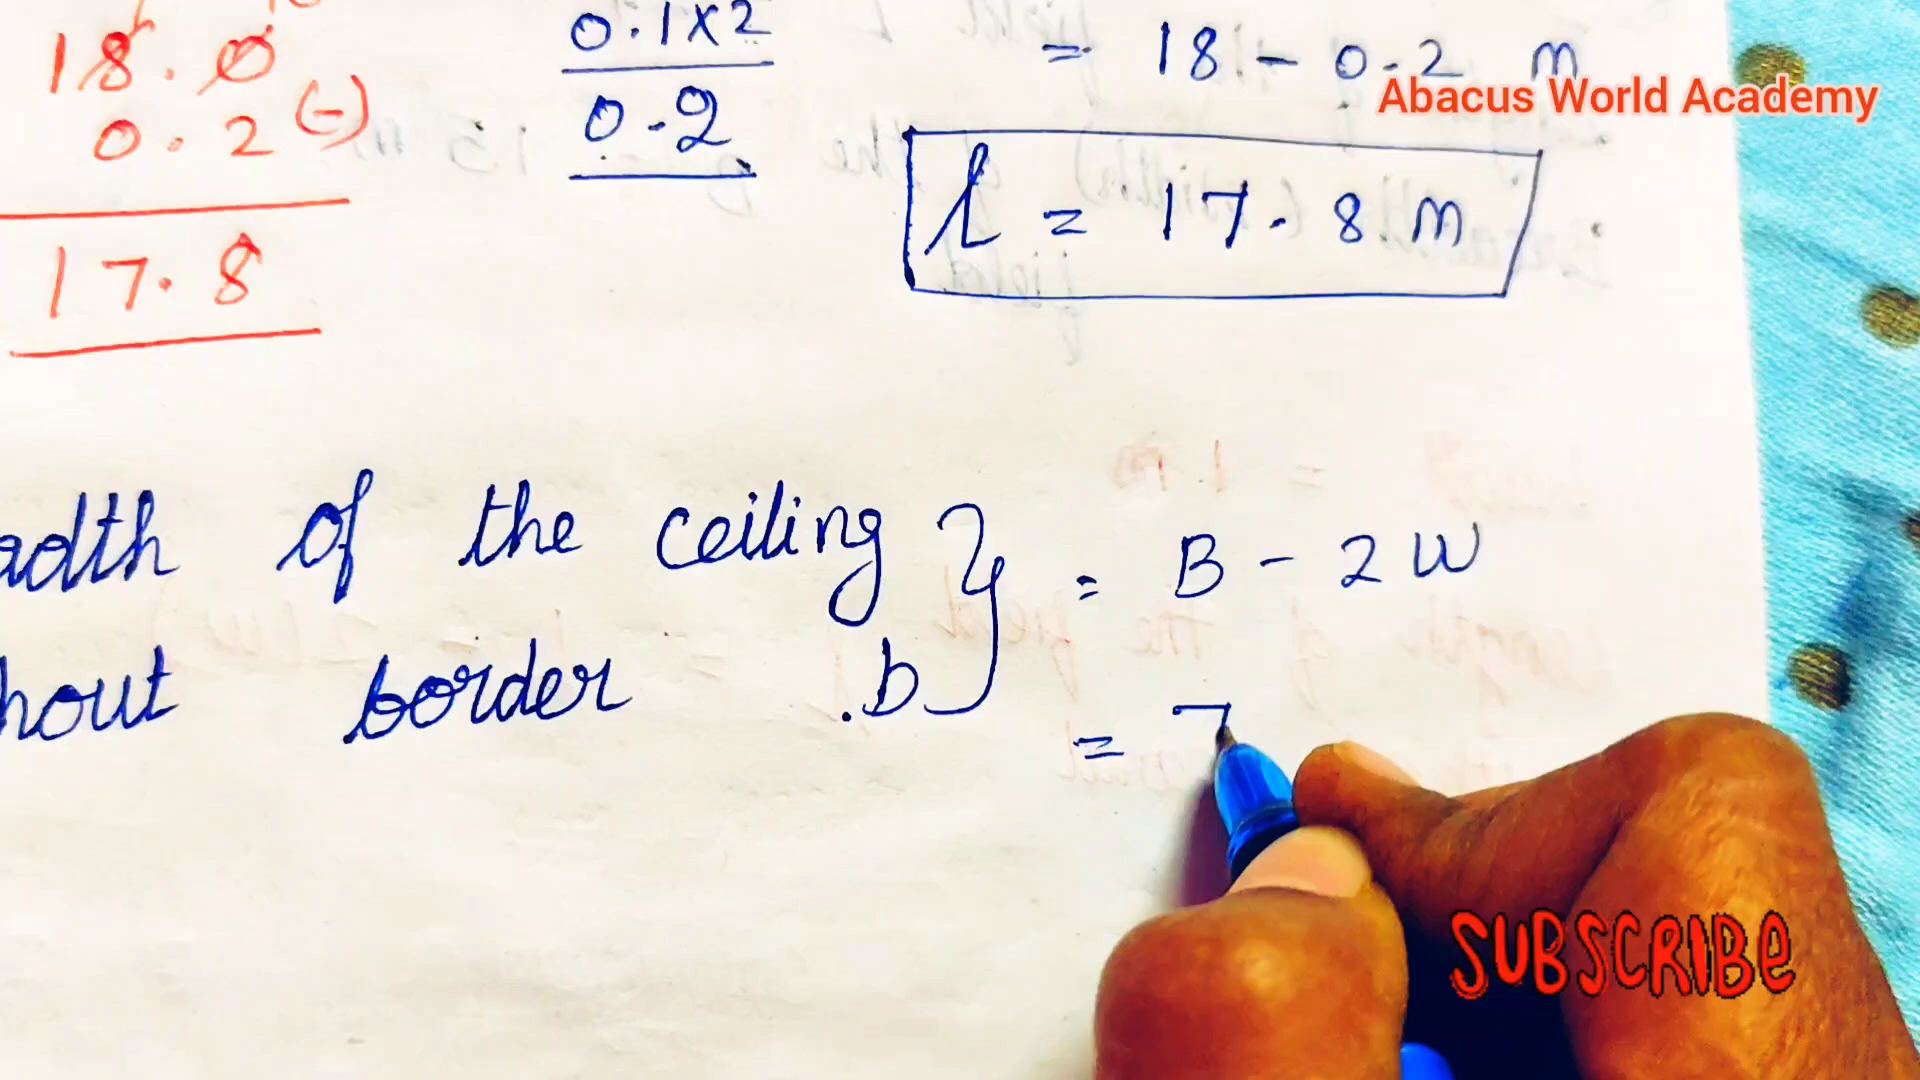 18.0
0.2 (-)
17.8
0.1x2
0.2
= 18 - 0.2 m
Abacus World Academy
l = 17.8 m
adth of the ceiling } = B - 2W
hout border .b
= 7
SUBSCRIBE